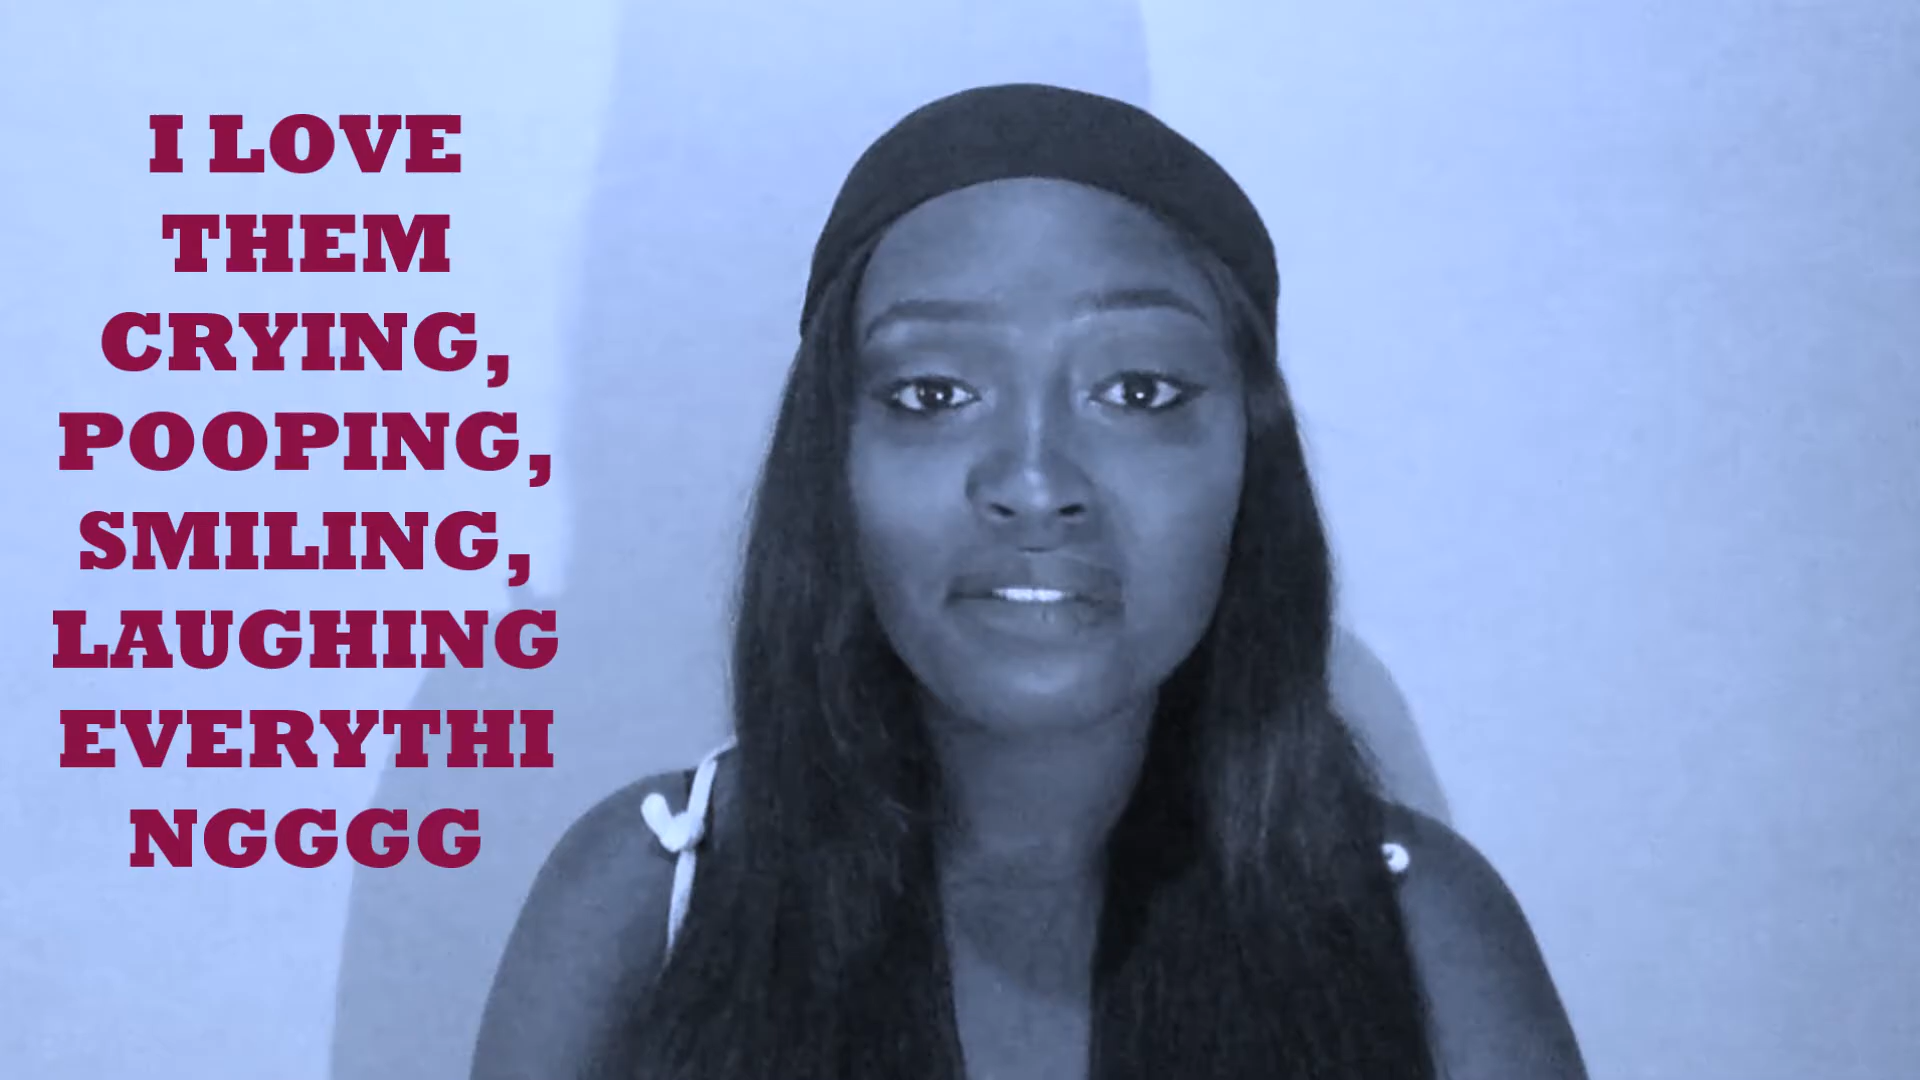 I LOVE
THEM
CRYING,
POOPING,
SMILING,
LAUGHING
EVERYTHI
NGGGG